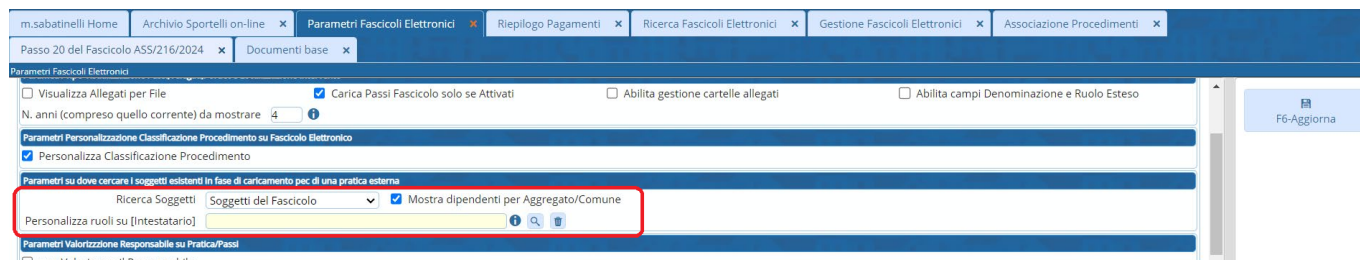 m.sabatinelli Home Archivio Sportelli on-line × Parametri Fascicoli Elettronici × Riepilogo Pagamenti × Ricerca Fascicoli Elettronici × Gestione Fascicoli Elettronici × Associazione Procedimenti ×
Passo 20 del Fascicolo ASS/216/2024 × Documenti base ×
Parametri Fascicoli Elettronici
Visualizza Allegati per File Carica Passi Fascicolo solo se Attivati Abilita gestione cartelle allegati Abilita campi Denominazione e Ruolo Esteso
N. anni (compreso quello corrente) da mostrare 4
F6-Aggiorna
Parametri Personalizzazione Classificazione Procedimento su Fascicolo Elettronico
Personalizza Classificazione Procedimento
Parametri su dove cercare i soggetti esistenti in fase di caricamento pec di una pratica esterna
Ricerca Soggetti Soggetti del Fascicolo Mostra dipendenti per Aggregato/Comune
Personalizza ruoli su [Intestatario]
Parametri Valorizzzione Responsabile su Pratica/Passi